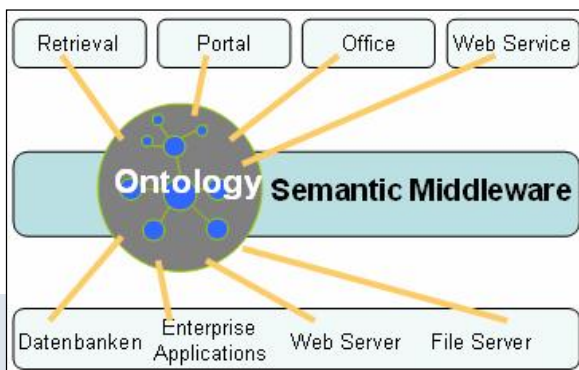 Retrieval
Portal
Office
Web Service
Ontology
Semantic Middleware
Datenbanken
Enterprise
Applications
Web Server
File Server